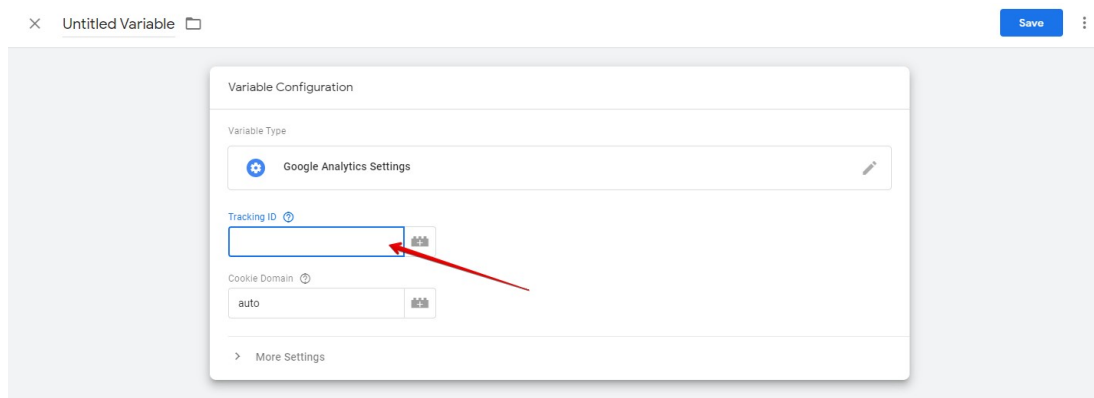 Untitled Variable
Save
Variable Configuration
Variable Type
Google Analytics Settings
Tracking ID
Cookie Domain
auto
More Settings